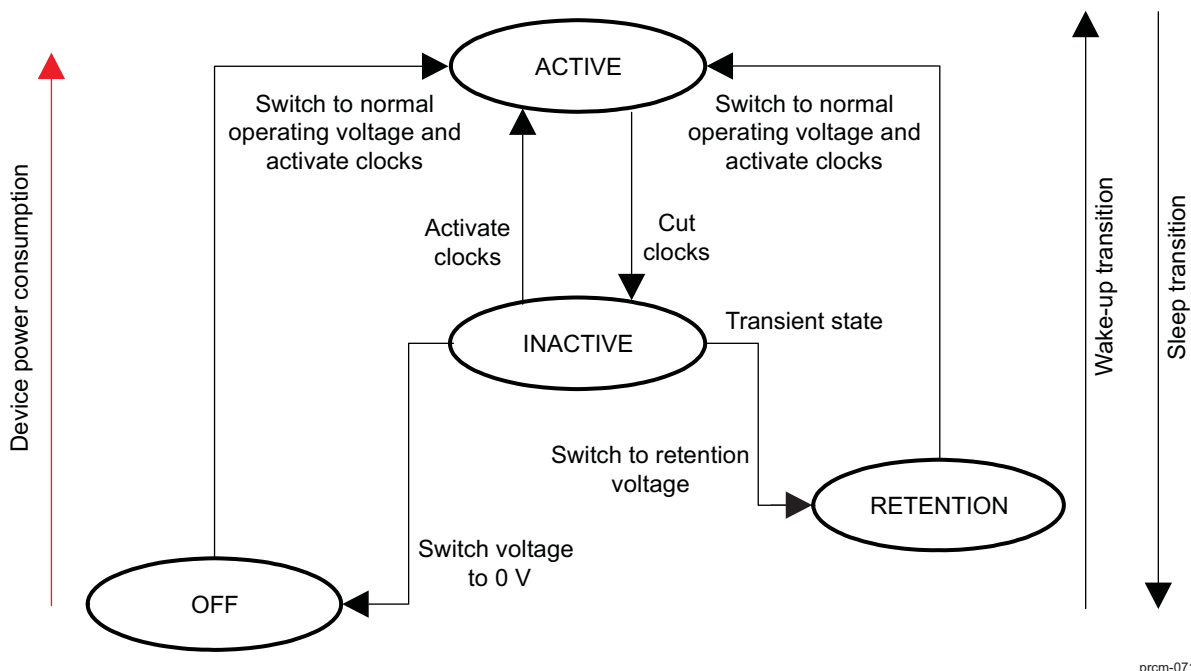 ACTIVE
Switch to normal
operating voltage and
activate clocks
Switch to normal
operating voltage and
activate clocks
Device power consumption
Activate
clocks
Cut
clocks
Wake-up transition
Sleep transition
INACTIVE
Transient state
Switch to retention
voltage
RETENTION
Switch voltage
to 0 V
OFF